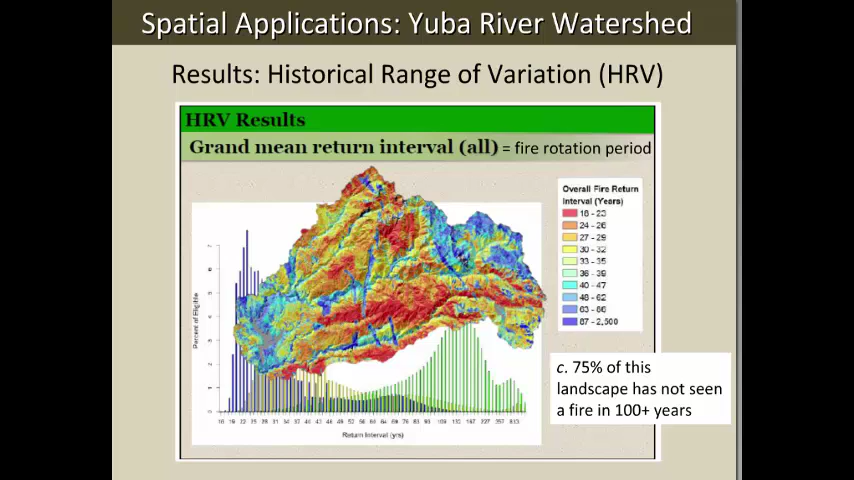 Spatial Applications: Yuba River Watershed
Results: Historical Range of Variation (HRV)
HRV Results
Grand mean return interval (all) = fire rotation period
Overall Fire Return
Interval (Years)
18 - 23
24 - 26
27 - 29
30 - 32
33 - 35
36 - 39
40 - 47
48 - 62
63 - 86
87 - 2,500
Percent of Eligible
Return Interval (yrs)
c. 75% of this
landscape has not seen
a fire in 100+ years